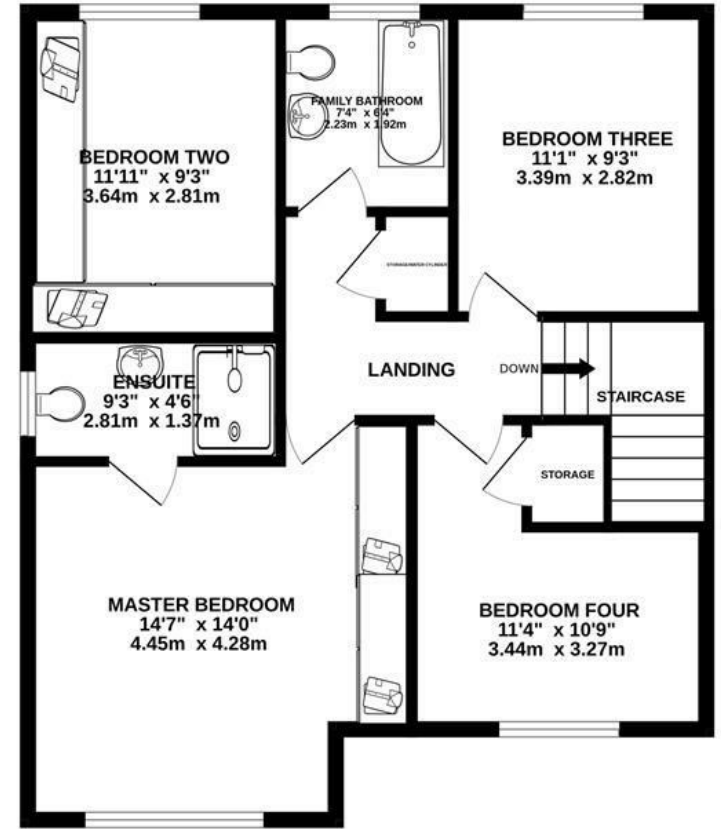 FAMILY BATHROOM
7'4" x 6'4"
2.23m x 1.92m
BEDROOM TWO
11'11" x 9'3"
3.64m x 2.81m
BEDROOM THREE
11'1" x 9'3"
3.39m x 2.82m
STORAGE/WATER CYLINDER
LANDING
DOWN
STAIRCASE
ENSUITE
9'3" x 4'6"
2.81m x 1.37m
STORAGE
MASTER BEDROOM
14'7" x 14'0"
4.45m x 4.28m
BEDROOM FOUR
11'4" x 10'9"
3.44m x 3.27m